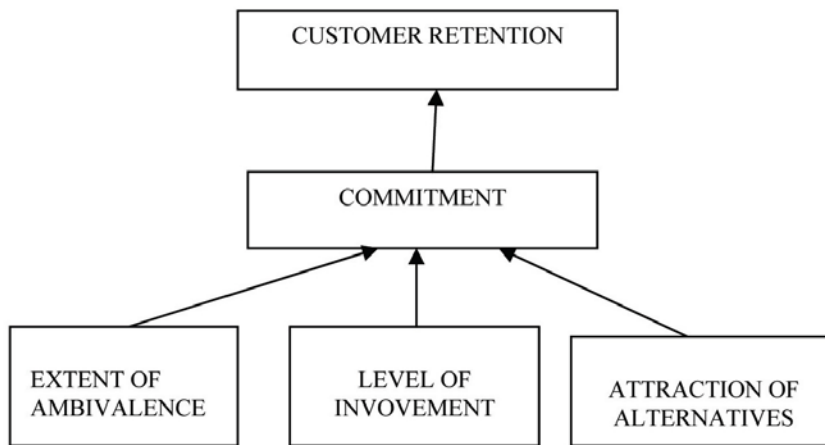 CUSTOMER RETENTION
COMMITMENT
EXTENT OF
AMBIVALENCE
LEVEL OF
INVOVEMENT
ATTRACTION OF
ALTERNATIVES